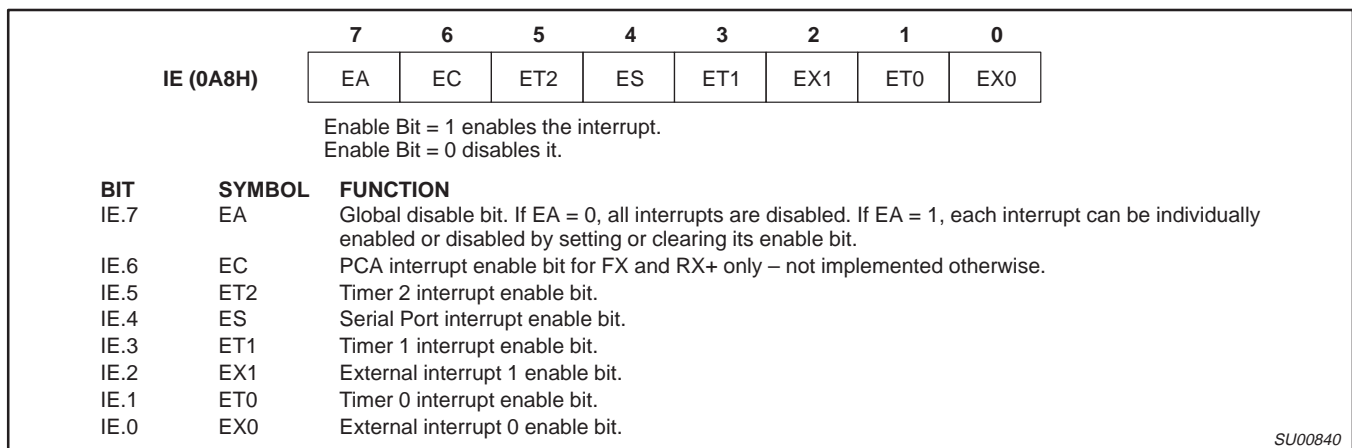 7 6 5 4 3 2 1 0
IE (0A8H) EA EC ET2 ES ET1 EX1 ET0 EX0
Enable Bit = 1 enables the interrupt.
Enable Bit = 0 disables it.
BIT SYMBOL FUNCTION
IE.7 EA Global disable bit. If EA = 0, all interrupts are disabled. If EA = 1, each interrupt can be individually
enabled or disabled by setting or clearing its enable bit.
IE.6 EC PCA interrupt enable bit for FX and RX+ only – not implemented otherwise.
IE.5 ET2 Timer 2 interrupt enable bit.
IE.4 ES Serial Port interrupt enable bit.
IE.3 ET1 Timer 1 interrupt enable bit.
IE.2 EX1 External interrupt 1 enable bit.
IE.1 ET0 Timer 0 interrupt enable bit.
IE.0 EX0 External interrupt 0 enable bit.
SU00840